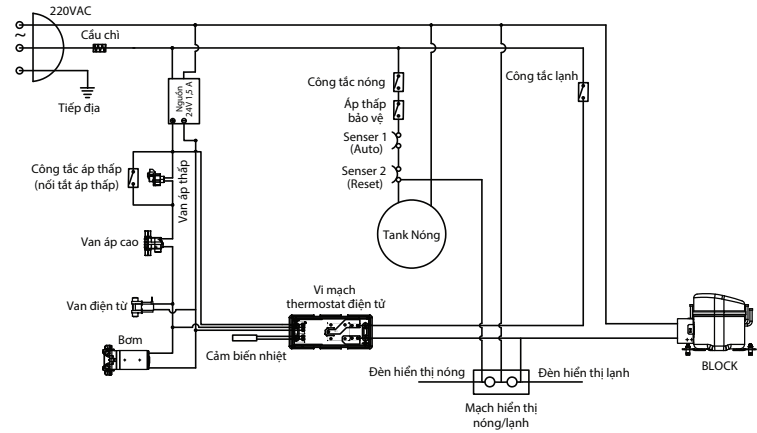 220VAC
~
Cầu chì
Tiếp địa
Nguồn
24V 1,5 A
Công tắc nóng
Áp thấp
bảo vệ
Senser 1
(Auto)
Senser 2
(Reset)
Công tắc lạnh
Công tắc áp thấp
(nối tắt áp thấp)
Van áp thấp
Tank Nóng
Van áp cao
Van điện từ
Vi mạch
thermostat điện tử
Bơm
Cảm biến nhiệt
BLOCK
Đèn hiển thị nóng
Đèn hiển thị lạnh
Mạch hiển thị
nóng/lạnh